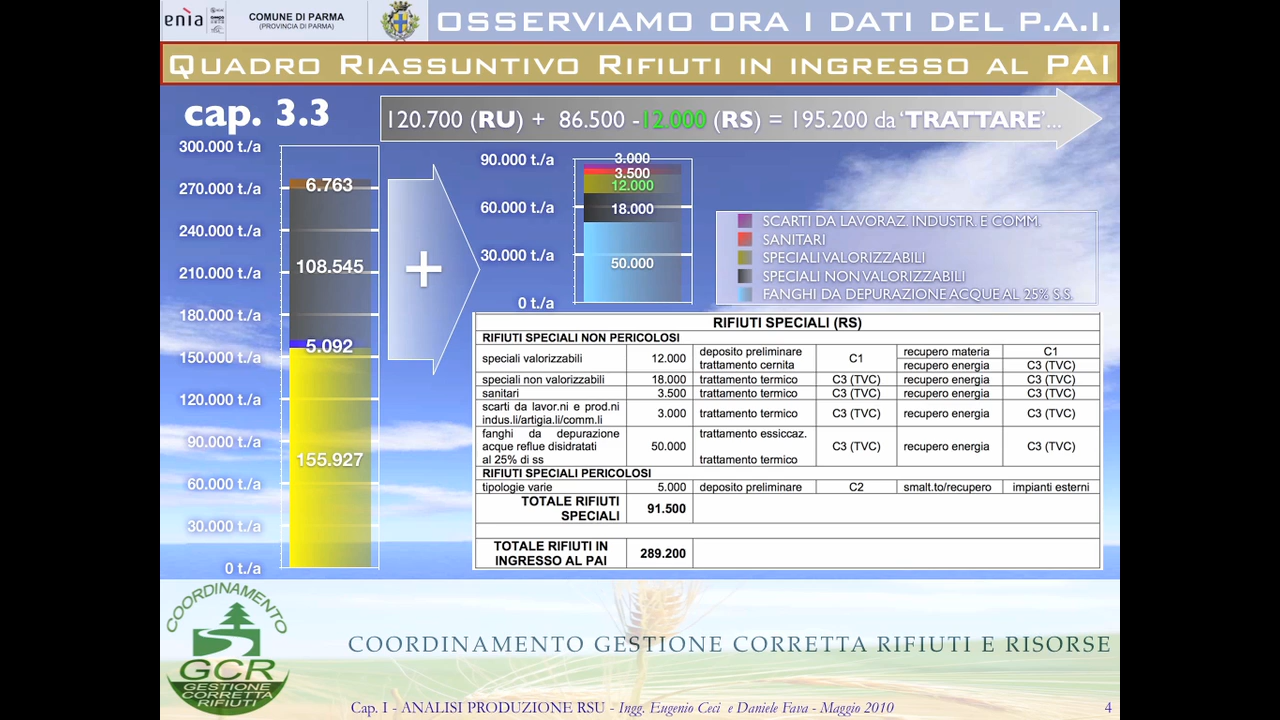 enìa
COMUNE DI PARMA
(PROVINCIA DI PARMA)
OSSERVIAMO ORA I DATI DEL P.A.I.
QUADRO RIASSUNTIVO RIFIUTI IN INGRESSO AL PAI
cap. 3.3
120.700 (RU) + 86.500 -12.000 (RS) = 195.200 da 'TRATTARE'...
300.000 t./a
270.000 t./a
240.000 t./a
210.000 t./a
180.000 t./a
150.000 t./a
120.000 t./a
90.000 t./a
60.000 t./a
30.000 t./a
0 t./a
6.763
108.545
5.092
155.927
+
90.000 t./a
60.000 t./a
30.000 t./a
0 t./a
3.000
3.500
12.000
18.000
50.000
SCARTI DA LAVORAZ. INDUSTR. E COMM.
SANITARI
SPECIALI VALORIZZABILI
SPECIALI NON VALORIZZABILI
FANGHI DA DEPURAZIONE ACQUE AL 25% S.S.
RIFIUTI SPECIALI (RS)
RIFIUTI SPECIALI NON PERICOLOSI
speciali valorizzabili 12.000 deposito preliminare trattamento cernita C1 recupero materia C1
recupero energia C3 (TVC)
speciali non valorizzabili 18.000 trattamento termico C3 (TVC) recupero energia C3 (TVC)
sanitari 3.500 trattamento termico C3 (TVC) recupero energia C3 (TVC)
scarti da lavor.ni e prod.ni
indus.li/artigia.li/comm.li 3.000 trattamento termico C3 (TVC) recupero energia C3 (TVC)
fanghi da depurazione trattamento essiccaz.
acque reflue disidratati 50.000 C3 (TVC) recupero energia C3 (TVC)
al 25% di ss trattamento termico
RIFIUTI SPECIALI PERICOLOSI
tipologie varie 5.000 deposito preliminare C2 smalt.to/recupero impianti esterni
TOTALE RIFIUTI
SPECIALI 91.500
TOTALE RIFIUTI IN
INGRESSO AL PAI 289.200
COORDINAMENTO
GCR
GESTIONE
CORRETTA
RIFIUTI
COORDINAMENTO GESTIONE CORRETTA RIFIUTI E RISORSE
Cap. I - ANALISI PRODUZIONE RSU - Ingg. Eugenio Ceci e Daniele Fava - Maggio 2010
4